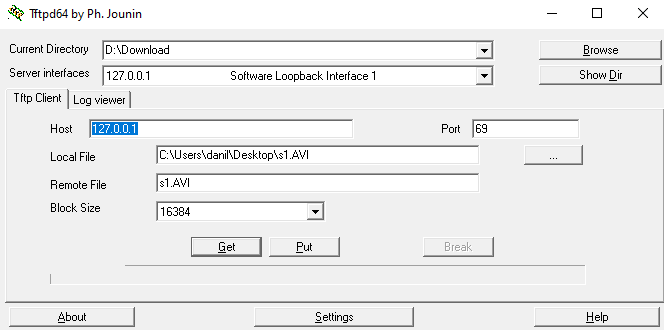 Tftpd64 by Ph. Jounin
Current Directory D:\Download Browse
Server interfaces 127.0.0.1 Software Loopback Interface 1 Show Dir
Tftp Client Log viewer
Host 127.0.0.1 Port 69
Local File C:\Users\danil\Desktop\s1.AVI ...
Remote File s1.AVI
Block Size 16384
Get Put Break
About Settings Help